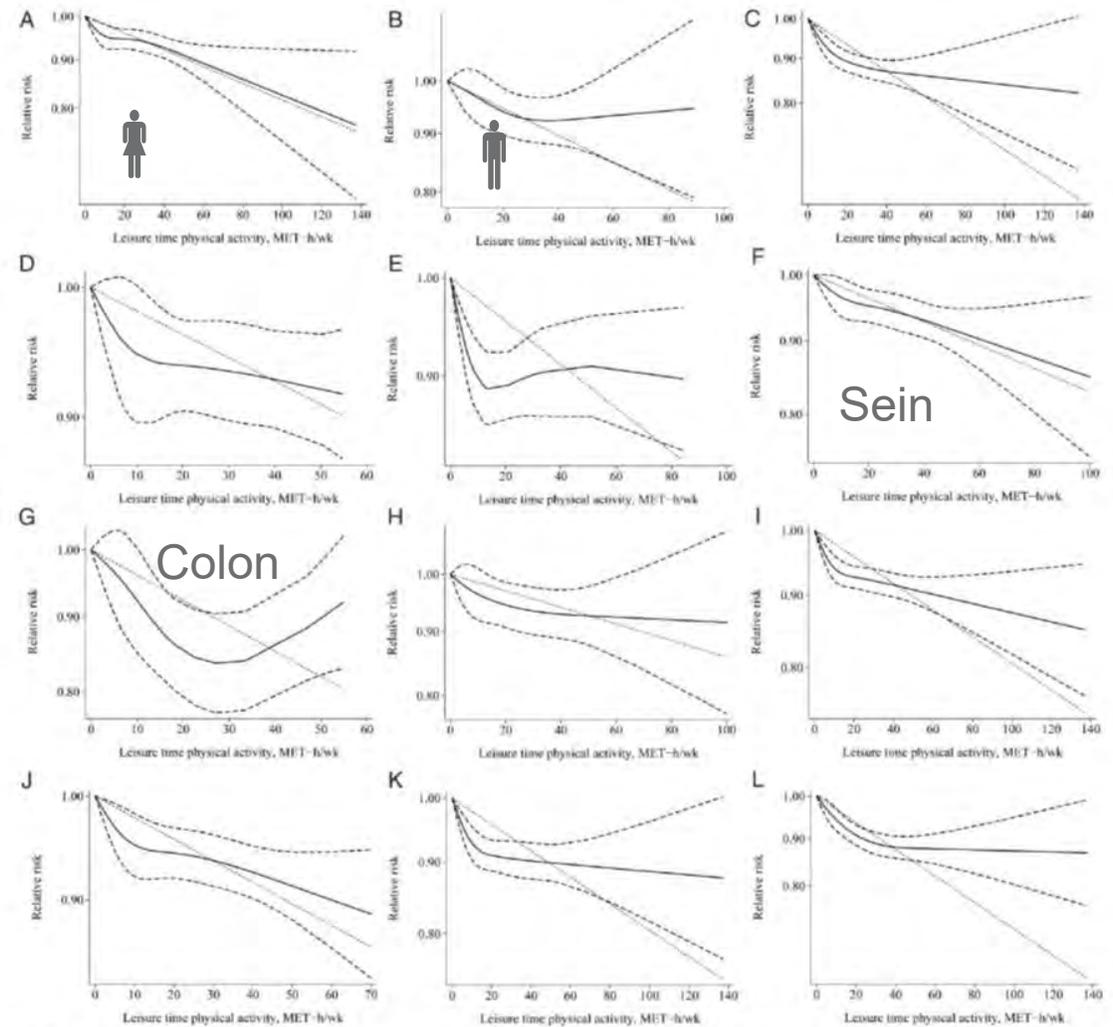 A
B
C
1.00
0.90
0.80
Relative risk
0 20 40 60 80 100 120 140
Leisure time physical activity, MET-h/wk
1.00
0.90
0.80
Relative risk
0 20 40 60 80 100
Leisure time physical activity, MET-h/wk
1.00
0.90
0.80
Relative risk
0 20 40 60 80 100 120 140
Leisure time physical activity, MET-h/wk
D
E
F
1.00
0.90
Relative risk
0 10 20 30 40 50 60
Leisure time physical activity, MET-h/wk
1.00
0.90
Relative risk
0 20 40 60 80 100
Leisure time physical activity, MET-h/wk
1.00
0.90
0.80
Relative risk
Sein
0 20 40 60 80 100
Leisure time physical activity, MET-h/wk
G
H
I
1.00
0.90
0.80
Relative risk
Colon
0 10 20 30 40 50 60
Leisure time physical activity, MET-h/wk
1.00
0.90
0.80
Relative risk
0 20 40 60 80 100
Leisure time physical activity, MET-h/wk
1.00
0.90
0.80
Relative risk
0 20 40 60 80 100 120 140
Leisure time physical activity, MET-h/wk
J
K
L
1.00
0.90
Relative risk
0 10 20 30 40 50 60 70
Leisure time physical activity, MET-h/wk
1.00
0.90
0.80
Relative risk
0 20 40 60 80 100 120 140
Leisure time physical activity, MET-h/wk
1.00
0.90
0.80
Relative risk
0 20 40 60 80 100 120 140
Leisure time physical activity, MET-h/wk